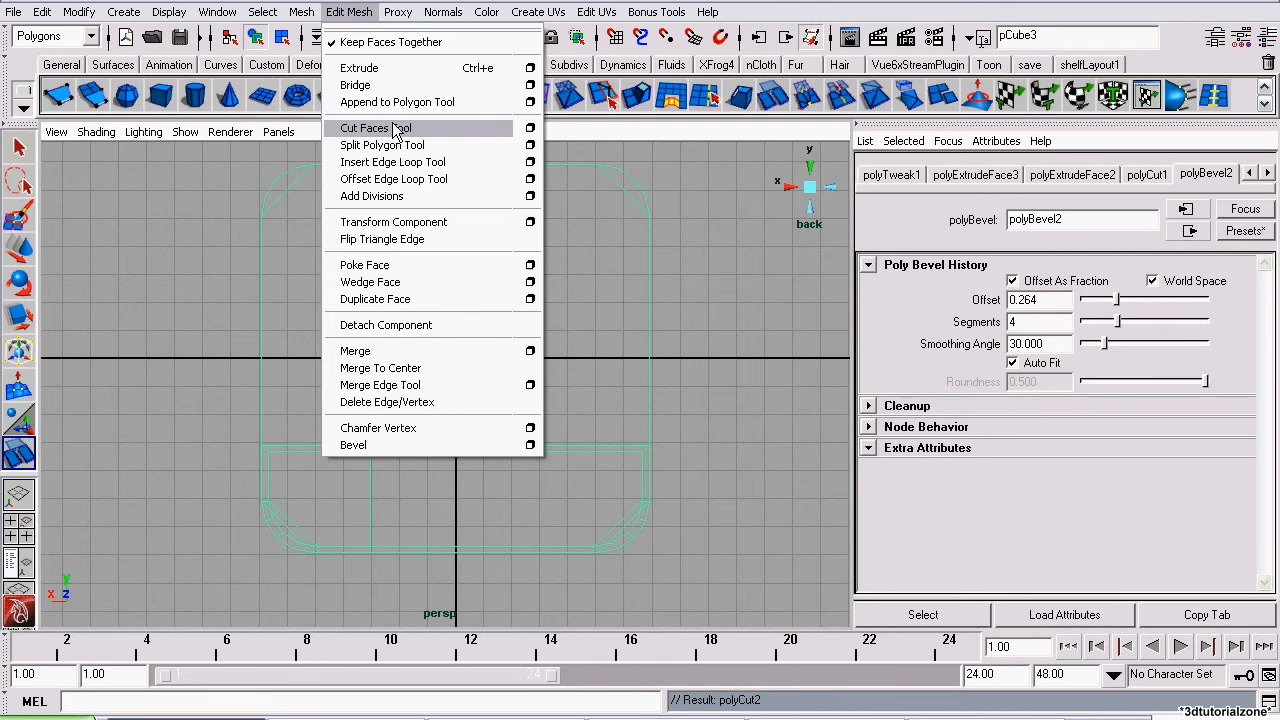 File Edit Modify Create Display Window Select Mesh Edit Mesh Proxy Normals Color Create UVs Edit UVs Bonus Tools Help
Polygons
pCube3
General Surfaces Animation Curves Custom Defor Subdivs Dynamics Fluids XFrog4 nCloth Fur Vue6xStreamPlugin Hair Toon save shelfLayout1
Keep Faces Together
Extrude Ctrl+e
Bridge
Append to Polygon Tool
Cut Faces Tool
Split Polygon Tool
Insert Edge Loop Tool
Offset Edge Loop Tool
Add Divisions
Transform Component
Flip Triangle Edge
Poke Face
Wedge Face
Duplicate Face
Detach Component
Merge
Merge To Center
Merge Edge Tool
Delete Edge/Vertex
Chamfer Vertex
Bevel
View Shading Lighting Show Renderer Panels
y
x
back
y
x z
persp
List Select Focus Attributes
polyTweak1 polyExtrudeFace3 polyExtrudeFace2 polyCut1 polyBevel2
polyBevel: polyBevel2
Focus
Presets*
Poly Bevel History
Offset As Fraction World Space
Offset 0.264
Segments 4
Smoothing Angle 30.000
Auto Fit
Roundness 0.500
Cleanup
Node Behavior
Extra Attributes
Select Load Attributes Copy Tab
2 4 6 8 10 12 14 16 18 20 22 24
1.00
1.00 1.00 1 24 24.00 48.00 No Character Set
MEL // Result: polyCut2
*3dtutorialzone*